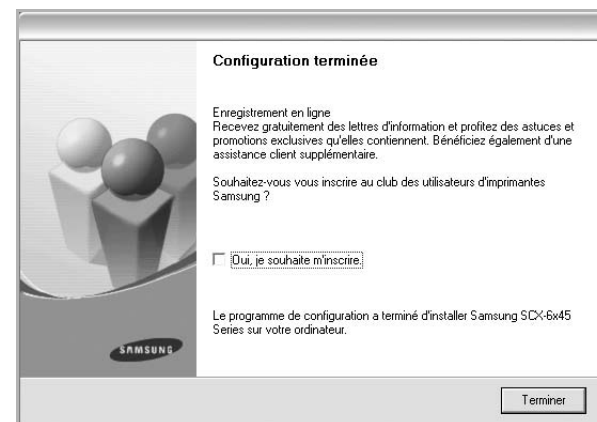 Configuration terminée
Enregistrement en ligne
Recevez gratuitement des lettres d'information et profitez des astuces et
promotions exclusives qu'elles contiennent. Bénéficiez également d'une
assistance client supplémentaire.
Souhaitez-vous vous inscrire au club des utilisateurs d'imprimantes
Samsung ?
Oui, je souhaite m'inscrire.
Le programme de configuration a terminé d'installer Samsung SCX-6x45
Series sur votre ordinateur.
SAMSUNG
Terminer